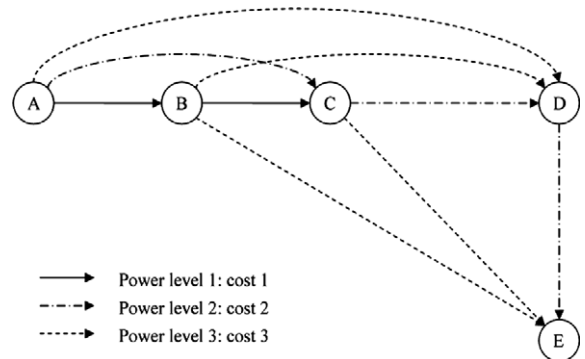 A B C D
Power level 1: cost 1
Power level 2: cost 2
Power level 3: cost 3
E